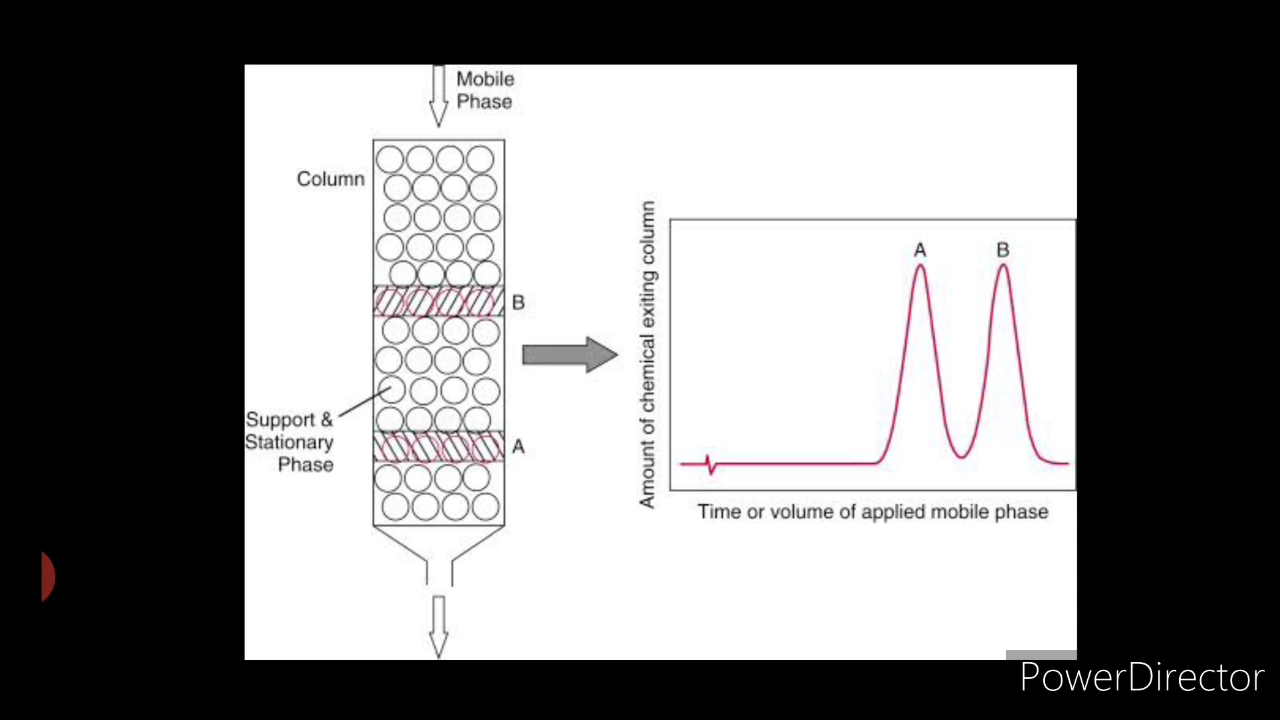 Mobile
Phase
Column
B
Support &
Stationary
Phase
A
Amount of chemical exiting column
A
B
Time or volume of applied mobile phase
PowerDirector